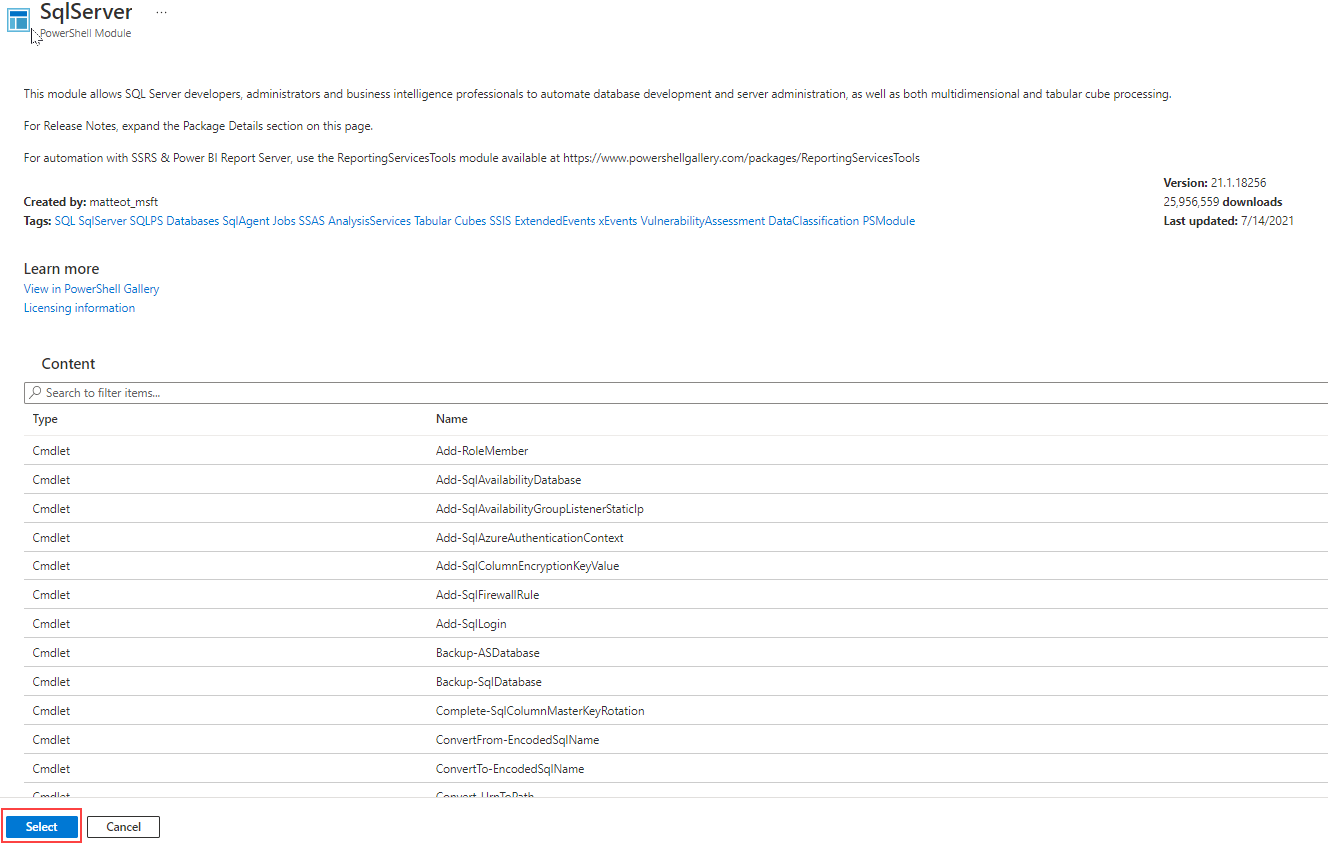 SqlServer ...
PowerShell Module
This module allows SQL Server developers, administrators and business intelligence professionals to automate database development and server administration, as well as both multidimensional and tabular cube processing.
For Release Notes, expand the Package Details section on this page.
For automation with SSRS & Power BI Report Server, use the ReportingServicesTools module available at https://www.powershellgallery.com/packages/ReportingServicesTools
Version: 21.1.18256
Created by: matteot_msft
25,956,559 downloads
Tags: SQL SqlServer SQLPS Databases SqlAgent Jobs SSAS AnalysisServices Tabular Cubes SSIS ExtendedEvents xEvents VulnerabilityAssessment DataClassification PSModule
Last updated: 7/14/2021
Learn more
View in PowerShell Gallery
Licensing information
Content
Search to filter items...
Type Name
Cmdlet Add-RoleMember
Cmdlet Add-SqlAvailabilityDatabase
Cmdlet Add-SqlAvailabilityGroupListenerStaticIp
Cmdlet Add-SqlAzureAuthenticationContext
Cmdlet Add-SqlColumnEncryptionKeyValue
Cmdlet Add-SqlFirewallRule
Cmdlet Add-SqlLogin
Cmdlet Backup-ASDatabase
Cmdlet Backup-SqlDatabase
Cmdlet Complete-SqlColumnMasterKeyRotation
Cmdlet ConvertFrom-EncodedSqlName
Cmdlet ConvertTo-EncodedSqlName
Cmdlet Convert-UrnToPath
Select Cancel